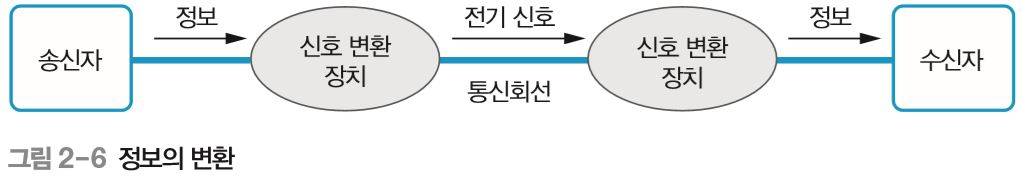 정보
전기 신호
정보
송신자
신호 변환
장치
통신회선
신호 변환
장치
수신자
그림 2-6 정보의 변환